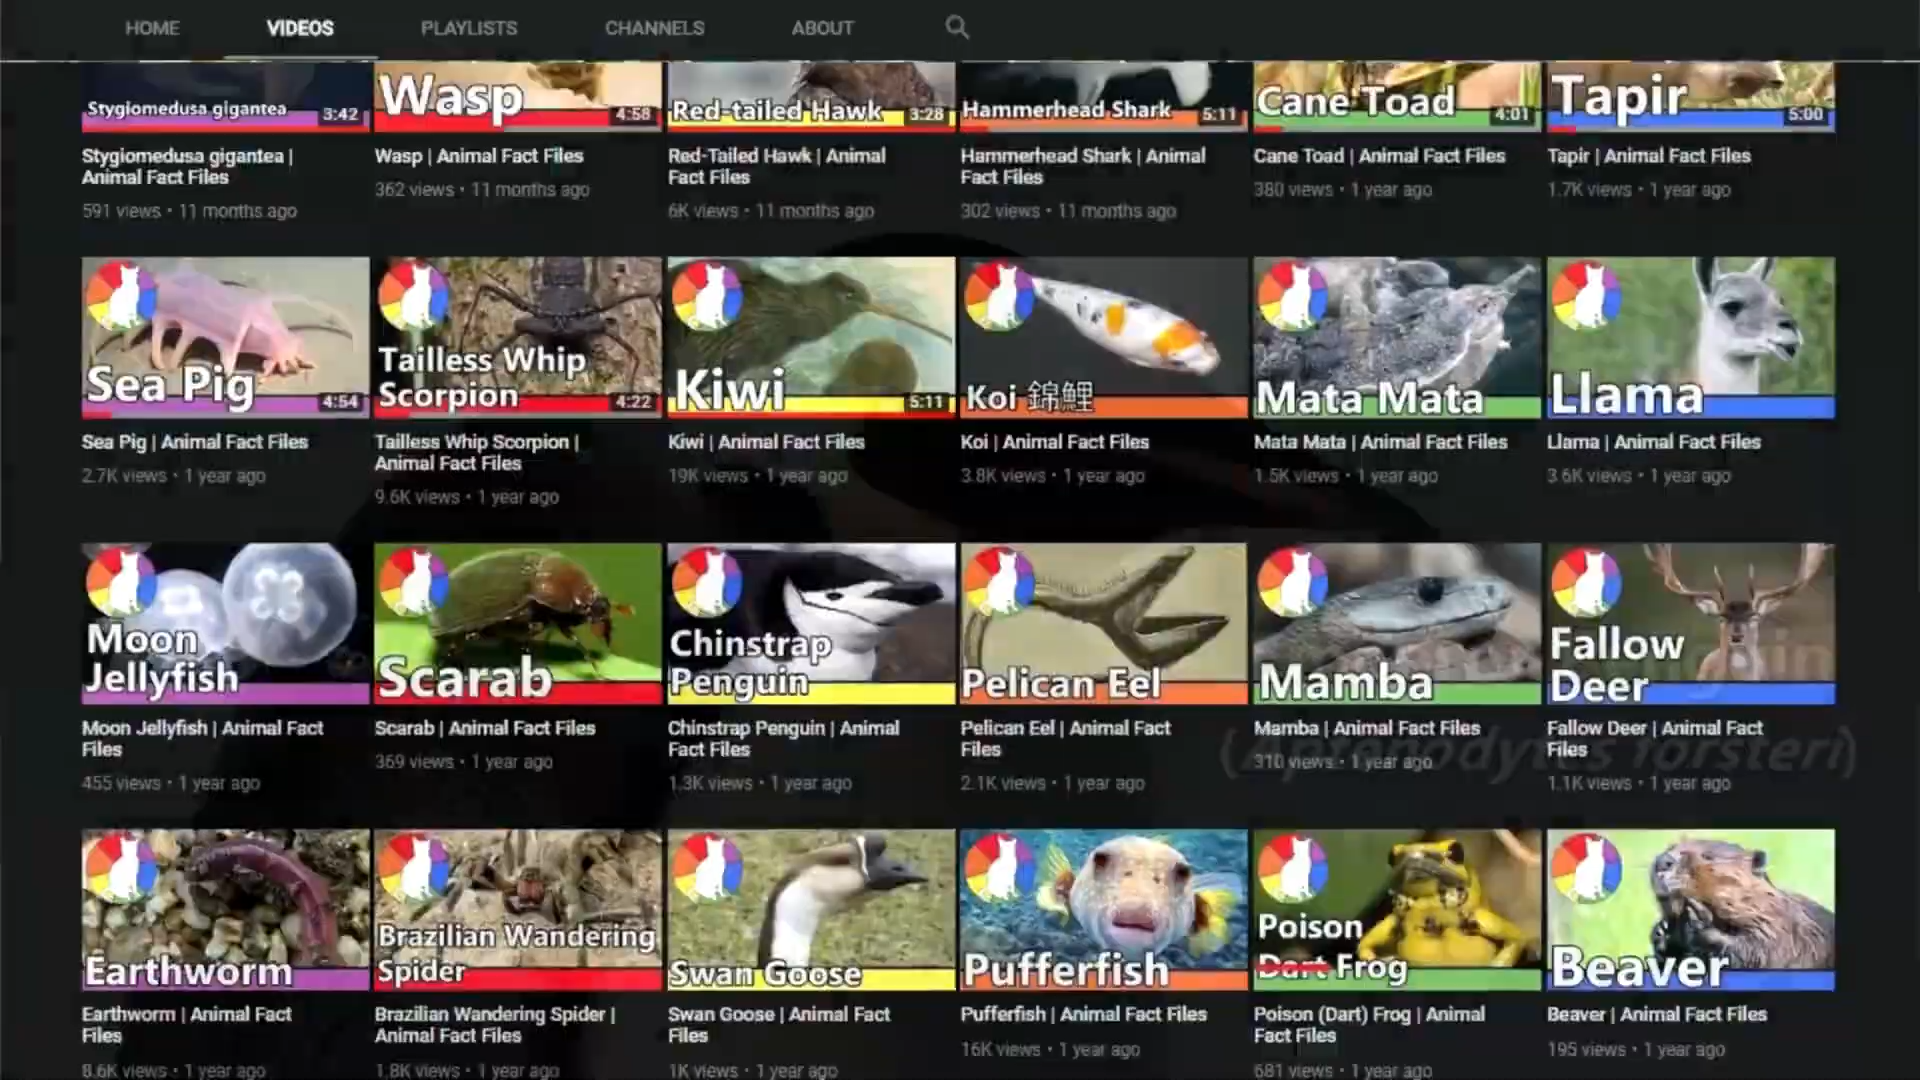 HOME VIDEOS PLAYLISTS CHANNELS ABOUT
Stygiomedusa gigantea 3:42 Wasp 4:58 Red-tailed Hawk 3:28 Hammerhead Shark 5:11 Cane Toad 4:01 Tapir 5:00
Stygiomedusa gigantea | Wasp | Animal Fact Files Red-Tailed Hawk | Animal Hammerhead Shark | Animal Cane Toad | Animal Fact Files Tapir | Animal Fact Files
Animal Fact Files Fact Files Fact Files
362 views • 11 months ago 380 views • 1 year ago 1.7K views • 1 year ago
591 views • 11 months ago 6K views • 11 months ago 302 views • 11 months ago
Tailless Whip
Sea Pig 4:54 Scorpion 4:22 Kiwi 5:11 Koi 錦鯉 Mata Mata Llama
Sea Pig | Animal Fact Files Tailless Whip Scorpion | Kiwi | Animal Fact Files Koi | Animal Fact Files Mata Mata | Animal Fact Files Llama | Animal Fact Files
Animal Fact Files
2.7K views • 1 year ago 19K views • 1 year ago 3.8K views • 1 year ago 1.5K views • 1 year ago 3.6K views • 1 year ago
9.6K views • 1 year ago
Moon Chinstrap Fallow
Jellyfish Scarab Penguin Pelican Eel Mamba Deer
Moon Jellyfish | Animal Fact Scarab | Animal Fact Files Chinstrap Penguin | Animal Pelican Eel | Animal Fact Mamba | Animal Fact Files Fallow Deer | Animal Fact
Files Fact Files Files Files
369 views • 1 year ago 310 views • 1 year ago
455 views • 1 year ago 1.3K views • 1 year ago 2.1K views • 1 year ago 1.1K views • 1 year ago
forsteri)
Brazilian Wandering Poison
Earthworm Spider Swan Goose Pufferfish Dart Frog Beaver
Earthworm | Animal Fact Brazilian Wandering Spider | Swan Goose | Animal Fact Pufferfish | Animal Fact Files Poison (Dart) Frog | Animal Beaver | Animal Fact Files
Files Animal Fact Files Files Fact Files
16K views • 1 year ago 195 views • 1 year ago
8.6K views • 1 year ago 1.8K views • 1 year ago 1K views • 1 year ago 681 views • 1 year ago